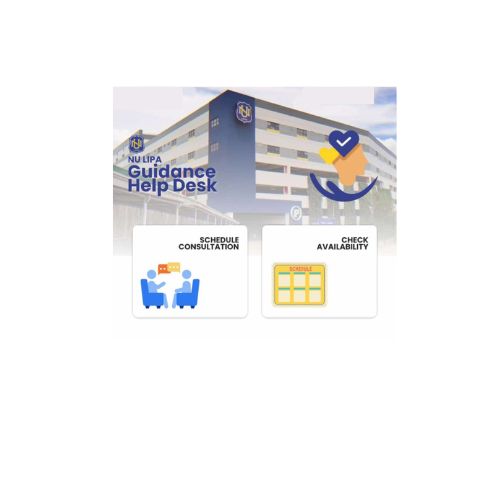 NU LIPA
Guidance
Help Desk
SCHEDULE
CONSULTATION
CHECK
AVAILABILITY
SCHEDULE